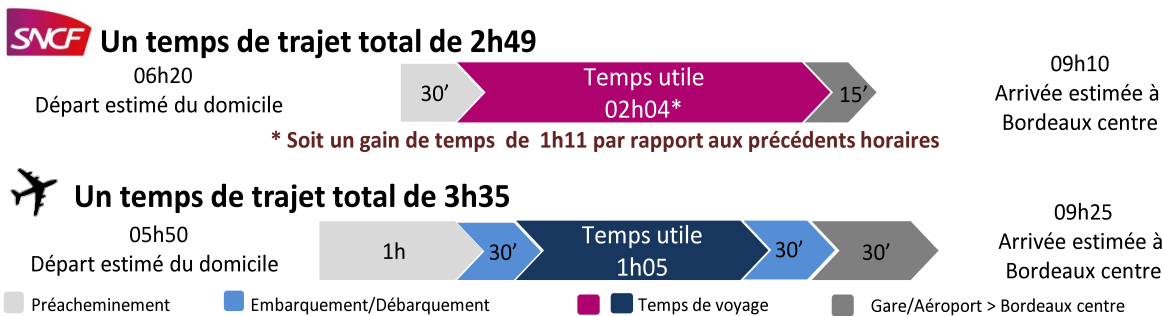 SNCF
Un temps de trajet total de 2h49
06h20
Départ estimé du domicile
30’
Temps utile
02h04*
15’
09h10
Arrivée estimée à
Bordeaux centre
* Soit un gain de temps de 1h11 par rapport aux précédents horaires
Un temps de trajet total de 3h35
05h50
Départ estimé du domicile
1h
30’
Temps utile
1h05
30’
30’
09h25
Arrivée estimée à
Bordeaux centre
Préacheminement
Embarquement/Débarquement
Temps de voyage
Gare/Aéroport > Bordeaux centre